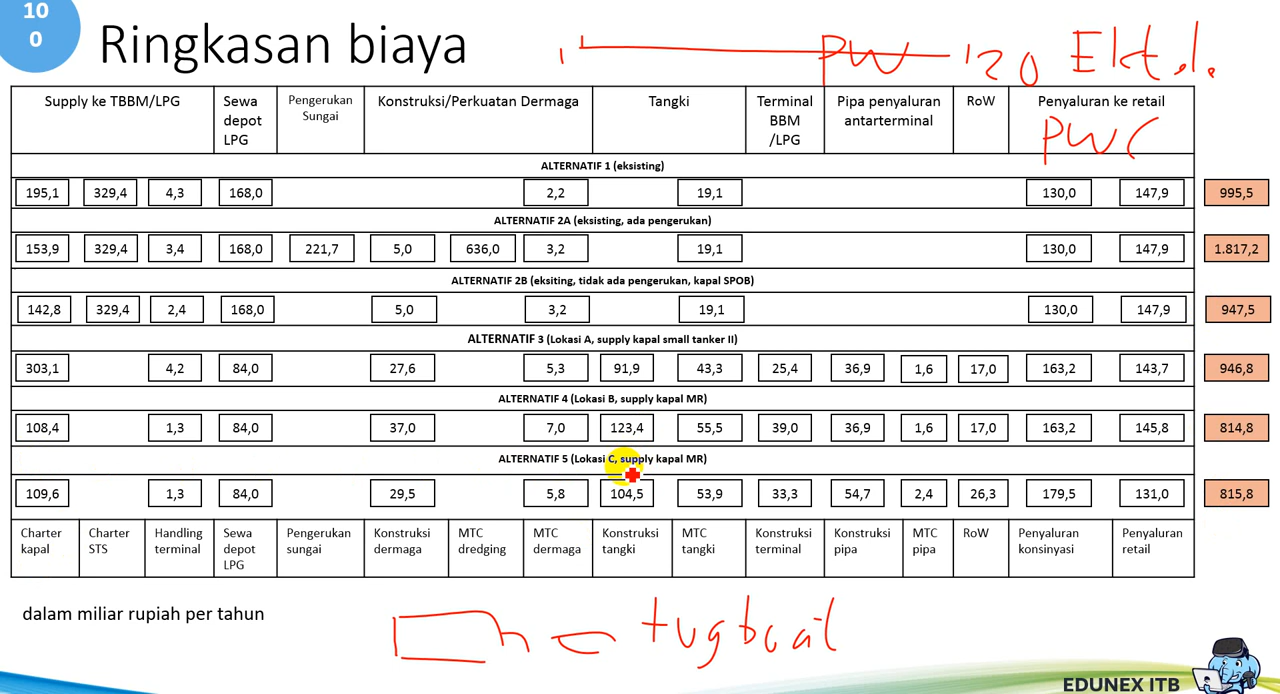 10
0
Ringkasan biaya
PW 20 Ekt.
Supply ke TBBM/LPG Sewa depot LPG Pengerukan Sungai Konstruksi/Perkuatan Dermaga Tangki Terminal BBM /LPG Pipa penyaluran antarterminal RoW Penyaluran ke retail
PW
ALTERNATIF 1 (eksisting)
195,1 329,4 4,3 168,0 2,2 19,1 130,0 147,9 995,5
ALTERNATIF 2A (eksisting, ada pengerukan)
153,9 329,4 3,4 168,0 221,7 5,0 636,0 3,2 19,1 130,0 147,9 1.817,2
ALTERNATIF 2B (eksiting, tidak ada pengerukan, kapal SPOB)
142,8 329,4 2,4 168,0 5,0 3,2 19,1 130,0 147,9 947,5
ALTERNATIF 3 (Lokasi A, supply kapal small tanker II)
303,1 4,2 84,0 27,6 5,3 91,9 43,3 25,4 36,9 1,6 17,0 163,2 143,7 946,8
ALTERNATIF 4 (Lokasi B, supply kapal MR)
108,4 1,3 84,0 37,0 7,0 123,4 55,5 39,0 36,9 1,6 17,0 163,2 145,8 814,8
ALTERNATIF 5 (Lokasi C, supply kapal MR)
109,6 1,3 84,0 29,5 5,8 104,5 53,9 33,3 54,7 2,4 26,3 179,5 131,0 815,8
Charter kapal Charter STS Handling terminal Sewa depot LPG Pengerukan sungai Konstruksi dermaga MTC dredging MTC dermaga Konstruksi tangki MTC tangki Konstruksi terminal Konstruksi pipa MTC pipa RoW Penyaluran konsinyasi Penyaluran retail
dalam miliar rupiah per tahun
tugboat
EDUNEX ITB